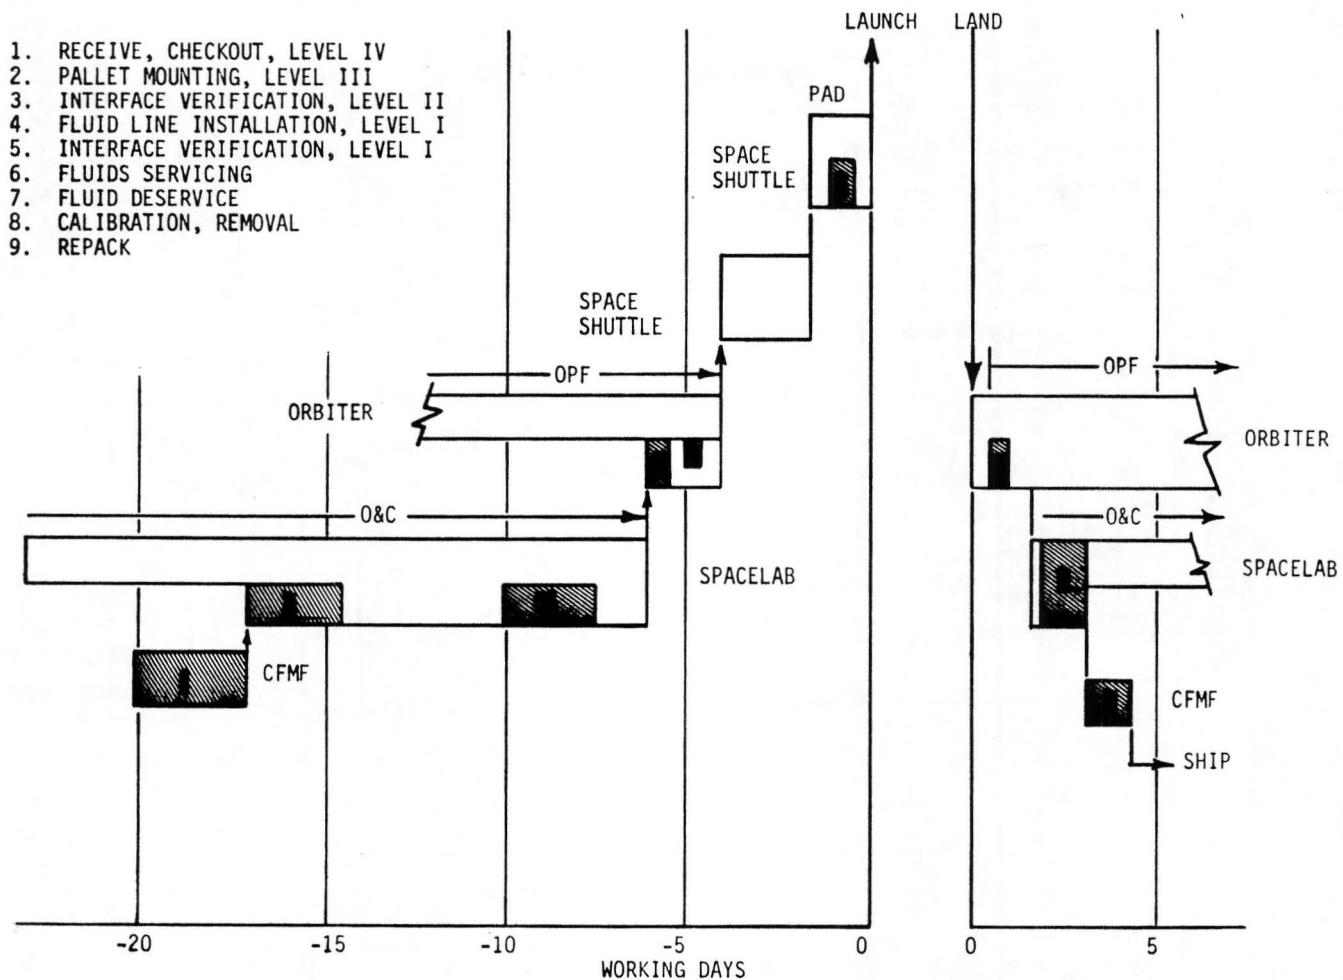 LAUNCH LAND
1. RECEIVE, CHECKOUT, LEVEL IV
2. PALLET MOUNTING, LEVEL III
3. INTERFACE VERIFICATION, LEVEL II
4. FLUID LINE INSTALLATION, LEVEL I
5. INTERFACE VERIFICATION, LEVEL I
6. FLUIDS SERVICING
7. FLUID DESERVICE
8. CALIBRATION, REMOVAL
9. REPACK
PAD
SPACE
SHUTTLE
SPACE
SHUTTLE
OPF
OPF
ORBITER
ORBITER
O&C
O&C
SPACELAB
SPACELAB
CFMF
CFMF
SHIP
-20 -15 -10 -5 0 0 5
WORKING DAYS